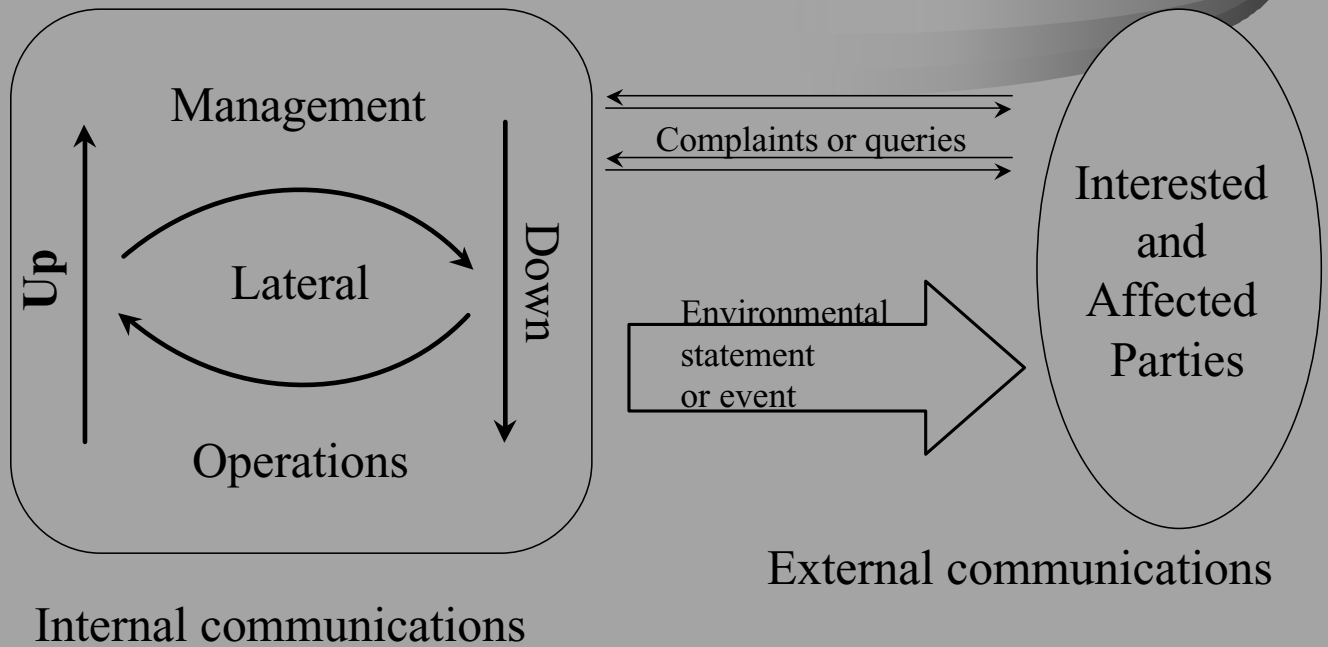 Management
Up
Lateral
Down
Operations
Internal communications
Complaints or queries
Environmental
statement
or event
Interested
and
Affected
Parties
External communications